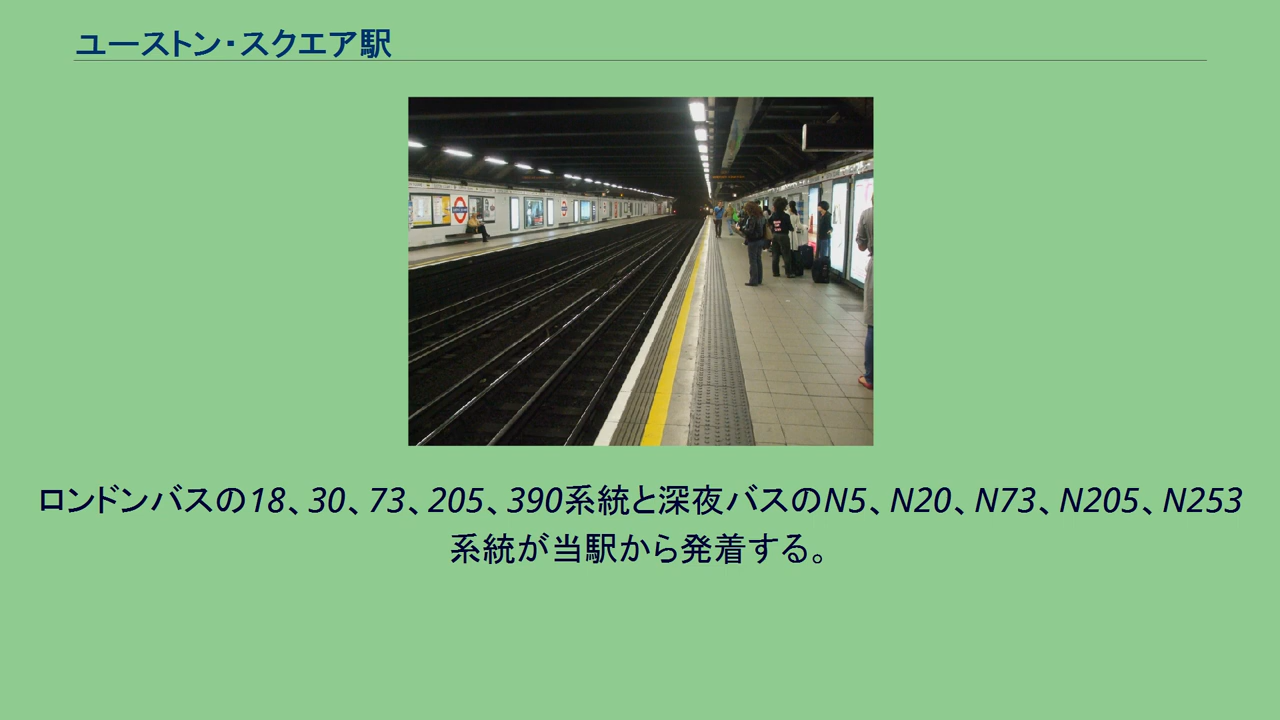 ユーストン・スクエア駅
ロンドンバスの18、30、73、205、390系統と深夜バスのN5、N20、N73、N205、N253
系統が当駅から発着する。